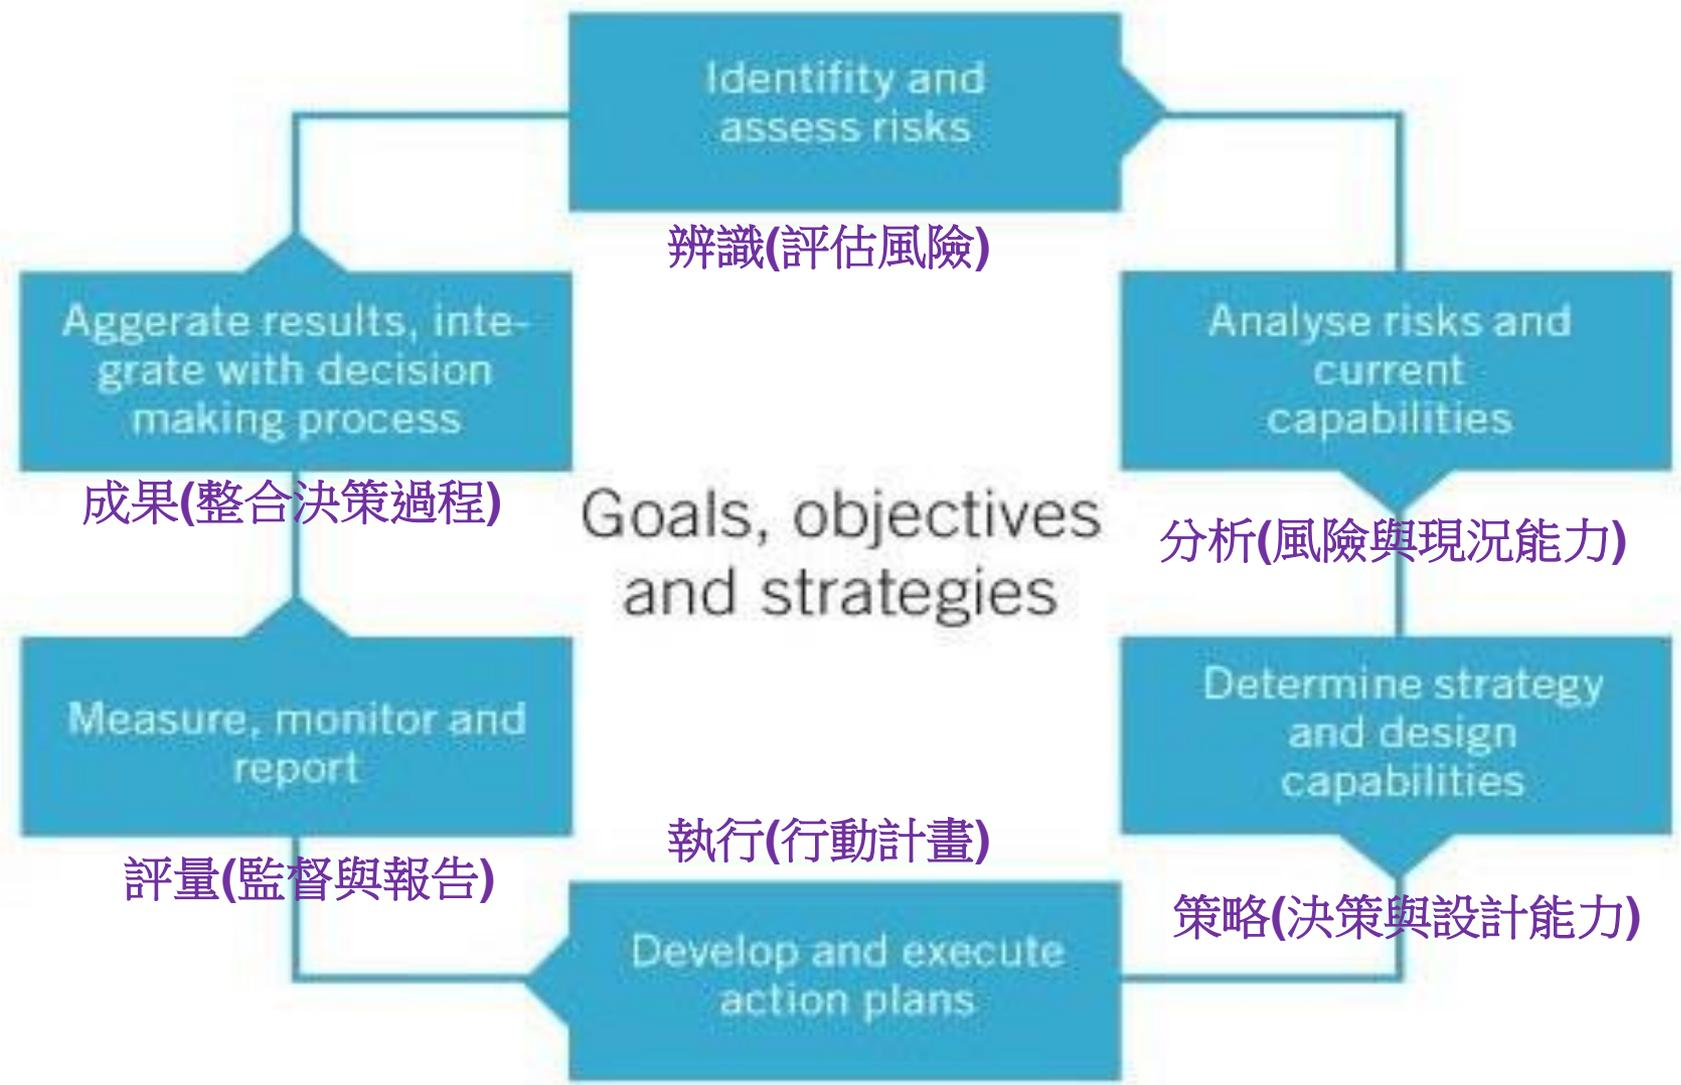 Identifity and
assess risks
辨識(評估風險)
Aggerate results, inte-
grate with decision
making process
成果(整合決策過程)
Analyse risks and
current
capabilities
分析(風險與現況能力)
Goals, objectives
and strategies
Measure, monitor and
report
評量(監督與報告)
Determine strategy
and design
capabilities
策略(決策與設計能力)
執行(行動計畫)
Develop and execute
action plans